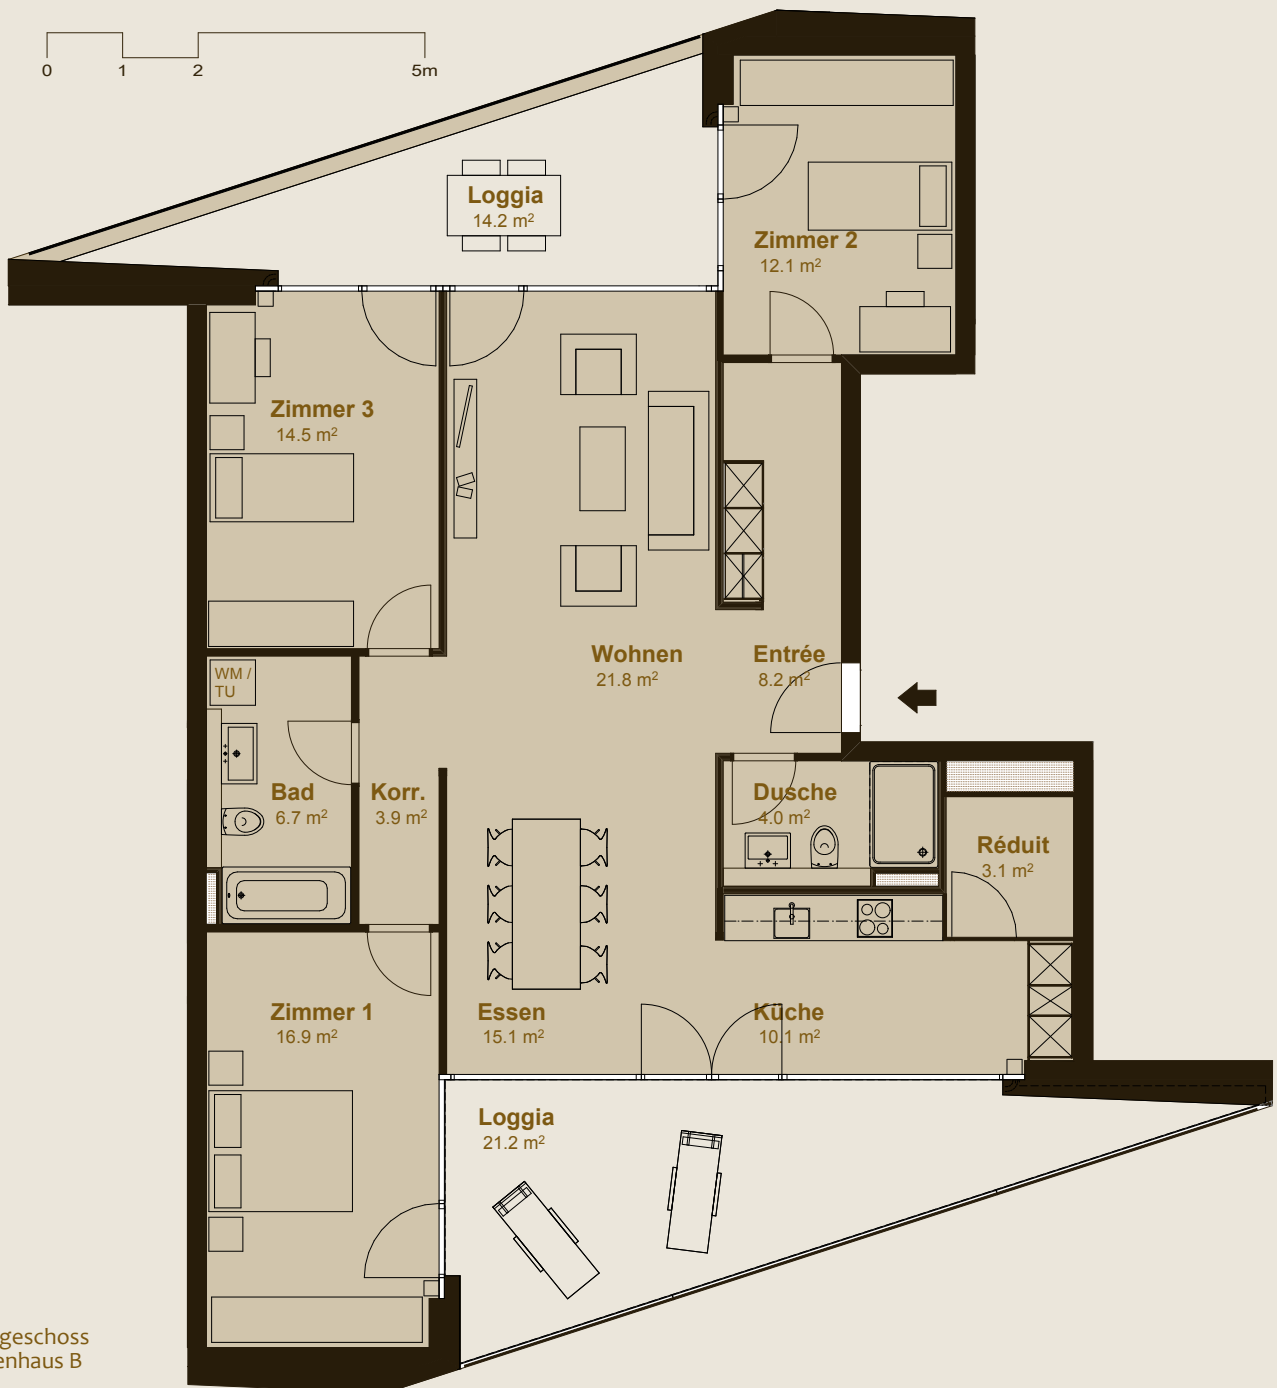 0 1 2 5m
Loggia
14.2 m²
Zimmer 2
12.1 m²
Zimmer 3
14.5 m²
Wohnen
21.8 m²
Entrée
8.2 m²
WM /
TU
Bad
6.7 m²
Korr.
3.9 m²
Dusche
4.0 m²
Réduit
3.1 m²
Zimmer 1
16.9 m²
Essen
15.1 m²
Küche
10.1 m²
Loggia
21.2 m²
geschoss
enhaus B